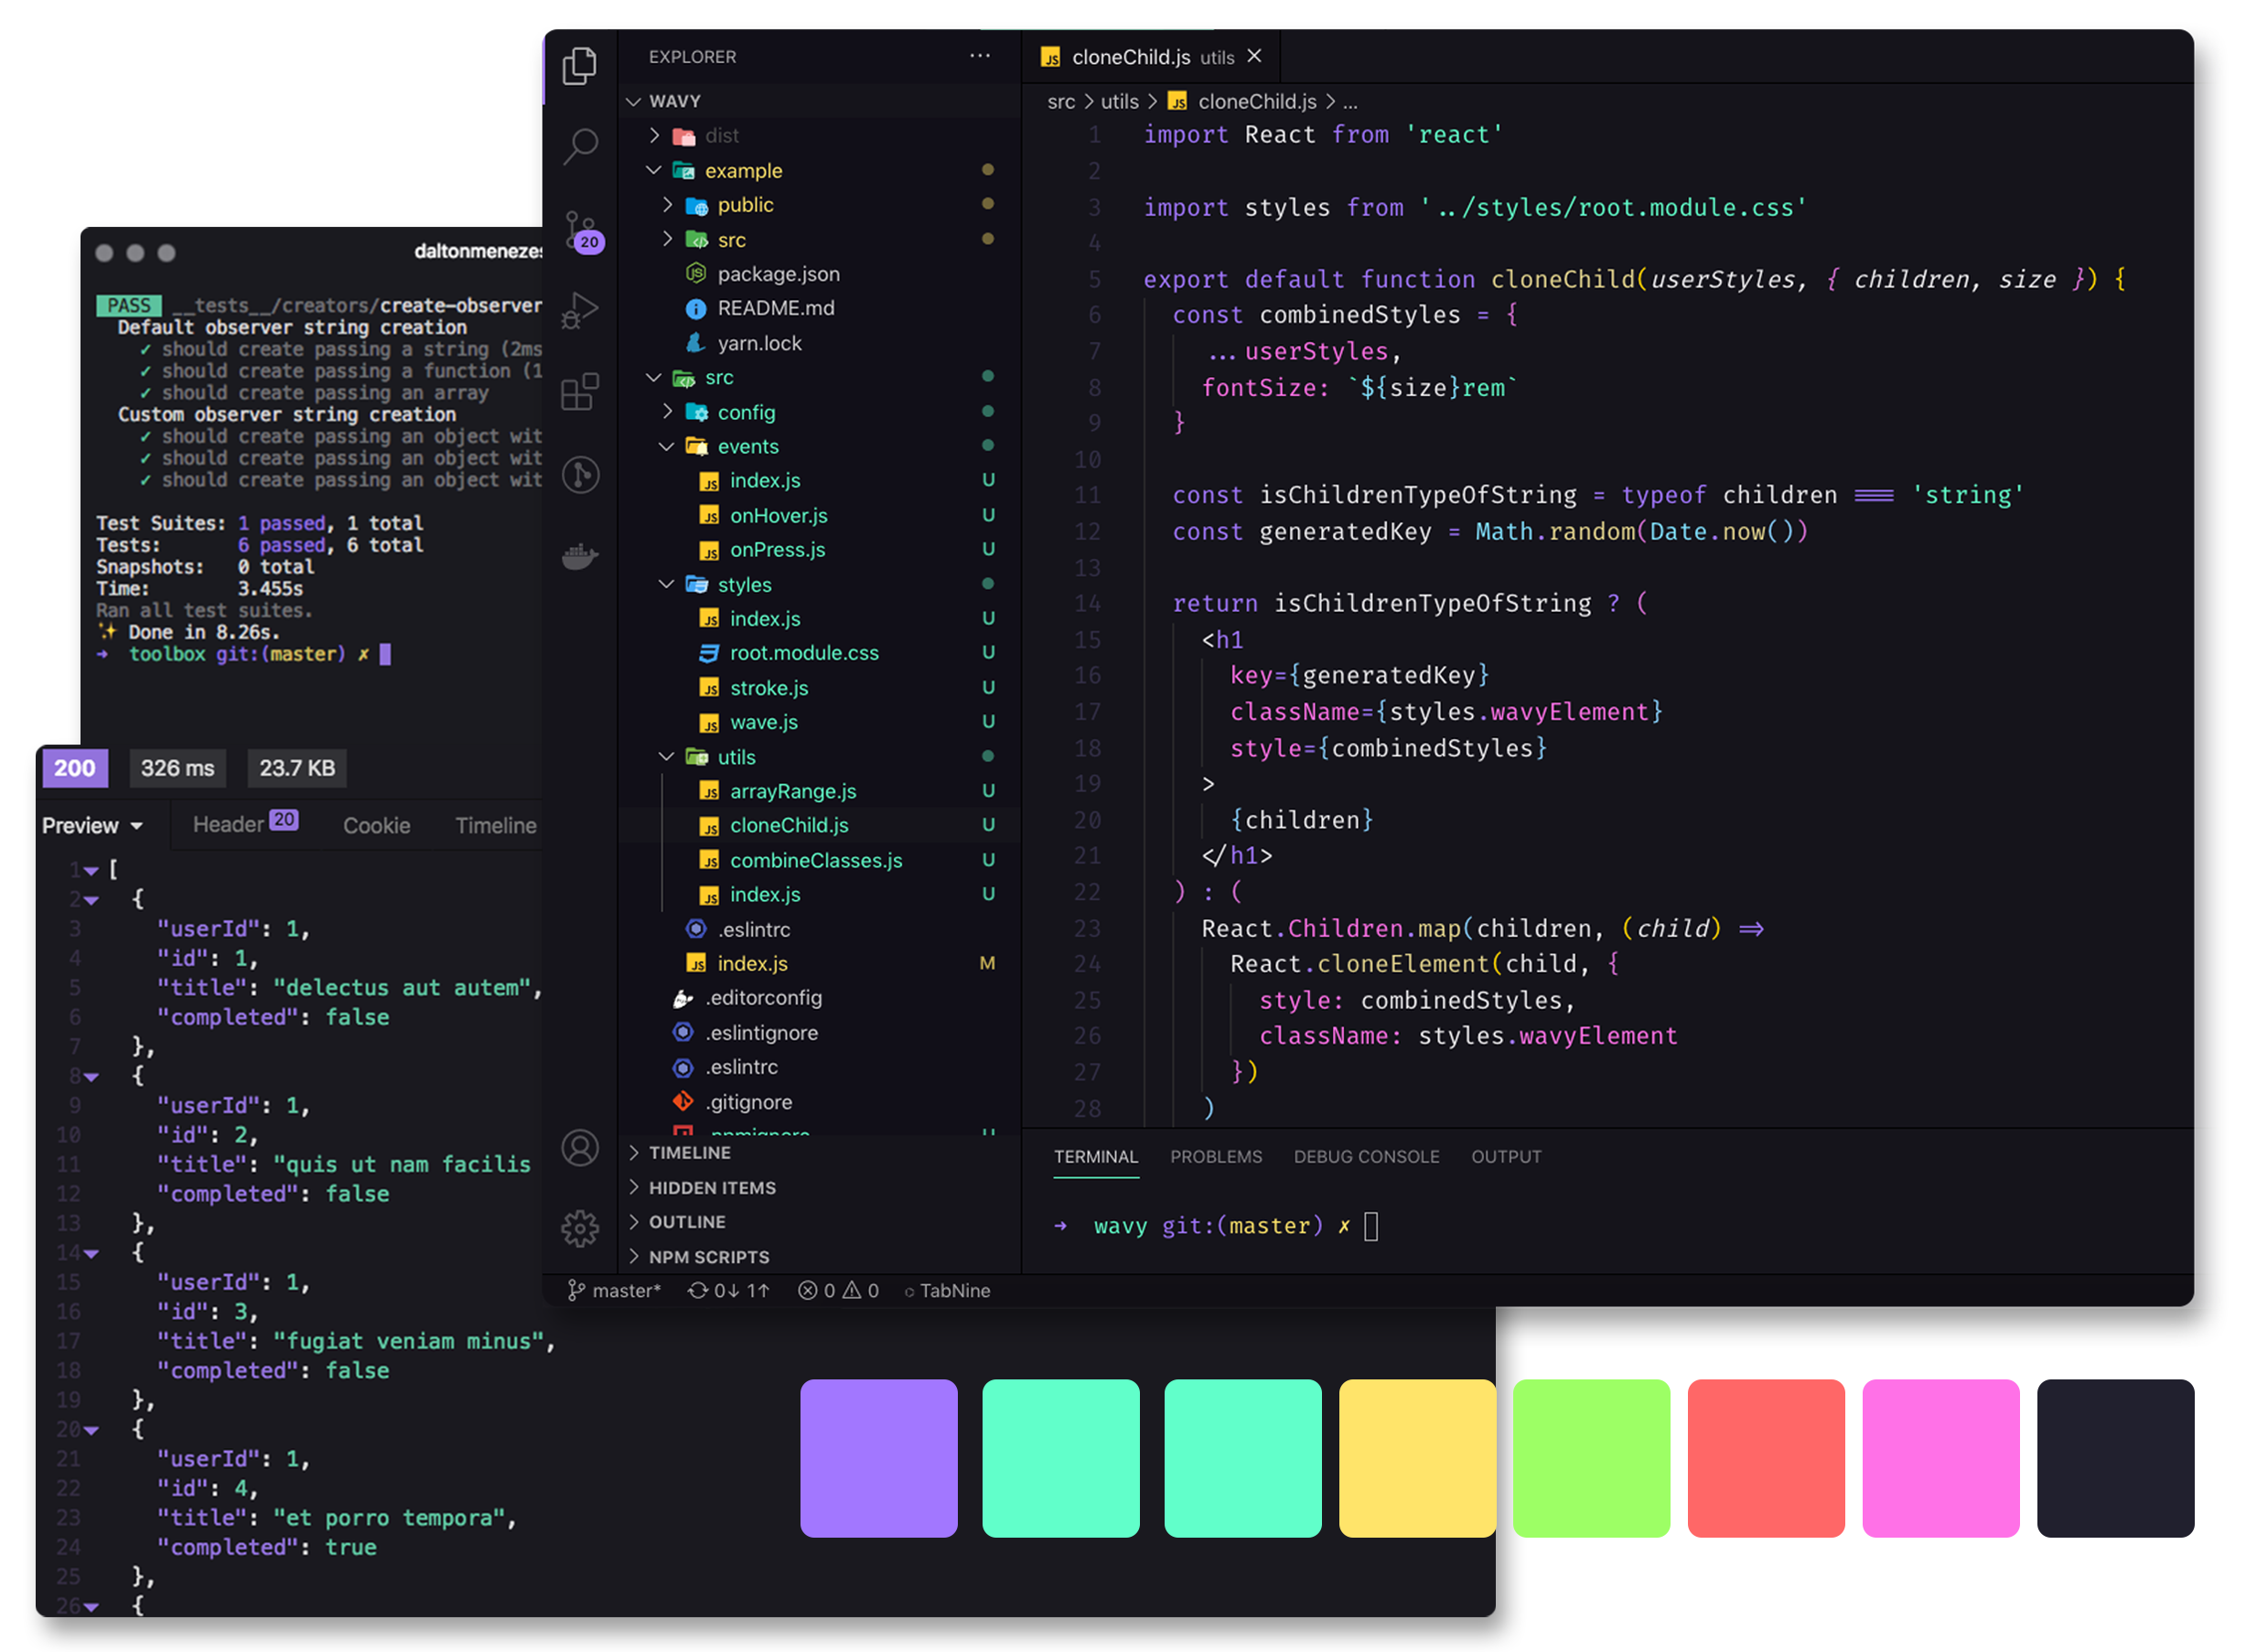 daltonmenezes
PASS __tests__/creators/create-observer
Default observer string creation
✓ should create passing a string (2ms
✓ should create passing a function (1
✓ should create passing an array
Custom observer string creation
✓ should create passing an object wit
✓ should create passing an object wit
✓ should create passing an object wit
Test Suites: 1 passed, 1 total
Tests: 6 passed, 6 total
Snapshots: 0 total
Time: 3.455s
Ran all test suites.
✨ Done in 8.26s.
➜ toolbox git:(master) ✗
200 326 ms 23.7 KB
Preview Header 20 Cookie Timeline
1 [
2 {
3 "userId": 1,
4 "id": 1,
5 "title": "delectus aut autem",
6 "completed": false
7 },
8 {
9 "userId": 1,
10 "id": 2,
11 "title": "quis ut nam facilis
12 "completed": false
13 },
14 {
15 "userId": 1,
16 "id": 3,
17 "title": "fugiat veniam minus",
18 "completed": false
19 },
20 {
21 "userId": 1,
22 "id": 4,
23 "title": "et porro tempora",
24 "completed": true
25 },
26 {
20
EXPLORER ···
WAVY
dist
example
public
src
package.json
README.md
yarn.lock
src
config
events
index.js U
onHover.js U
onPress.js U
styles
index.js U
root.module.css U
stroke.js U
wave.js U
utils
arrayRange.js U
cloneChild.js U
combineClasses.js U
index.js U
.eslintrc
index.js M
.editorconfig
.eslintignore
.eslintrc
.gitignore
.npmignore U
TIMELINE
HIDDEN ITEMS
OUTLINE
NPM SCRIPTS
JS cloneChild.js utils ×
src > utils > JS cloneChild.js > ...
1 import React from 'react'
2
3 import styles from '../styles/root.module.css'
4
5 export default function cloneChild(userStyles, { children, size }) {
6 const combinedStyles = {
7 ...userStyles,
8 fontSize: `${size}rem`
9 }
10
11 const isChildrenTypeOfString = typeof children === 'string'
12 const generatedKey = Math.random(Date.now())
13
14 return isChildrenTypeOfString ? (
15 <h1
16 key={generatedKey}
17 className={styles.wavyElement}
18 style={combinedStyles}
19 >
20 {children}
21 </h1>
22 ) : (
23 React.Children.map(children, (child) =>
24 React.cloneElement(child, {
25 style: combinedStyles,
26 className: styles.wavyElement
27 })
28 )
TERMINAL PROBLEMS DEBUG CONSOLE OUTPUT
➜ wavy git:(master) ✗
master* 0↓ 1↑ 0 0 TabNine